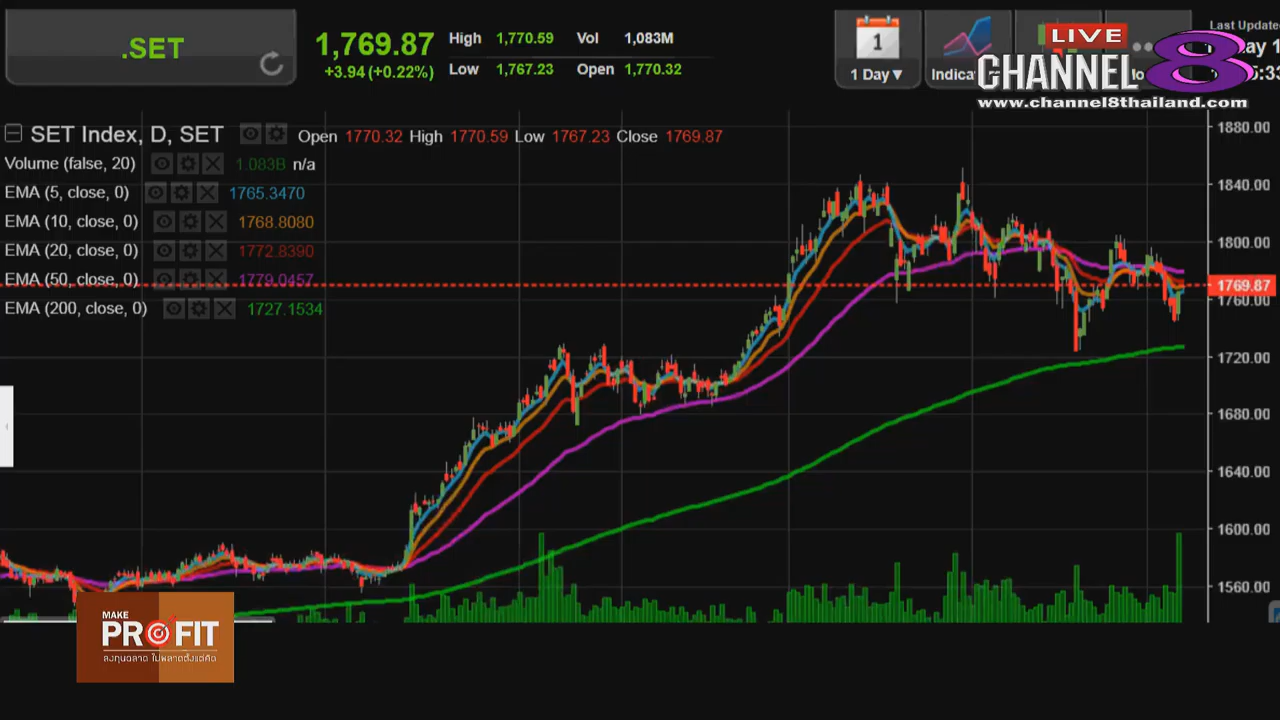 .SET
1,769.87
+3.94 (+0.22%)
High 1,770.59 Vol 1,083M
Low 1,767.23 Open 1,770.32
1
1 Day▼
Indica
LIVE
CHANNEL 8
www.channel8thailand.com
Last Update
SET Index, D, SET Open 1770.32 High 1770.59 Low 1767.23 Close 1769.87
Volume (false, 20) 1.083B n/a
EMA (5, close, 0) 1765.3470
EMA (10, close, 0) 1768.8080
EMA (20, close, 0) 1772.8390
EMA (50, close, 0) 1779.0457
EMA (200, close, 0) 1727.1534
1880.00
1840.00
1800.00
1769.87
1760.00
1720.00
1680.00
1640.00
1600.00
1560.00
MAKE
PROFIT
ลงทุนฉลาด ไม่พลาดตั้งแต่คิด